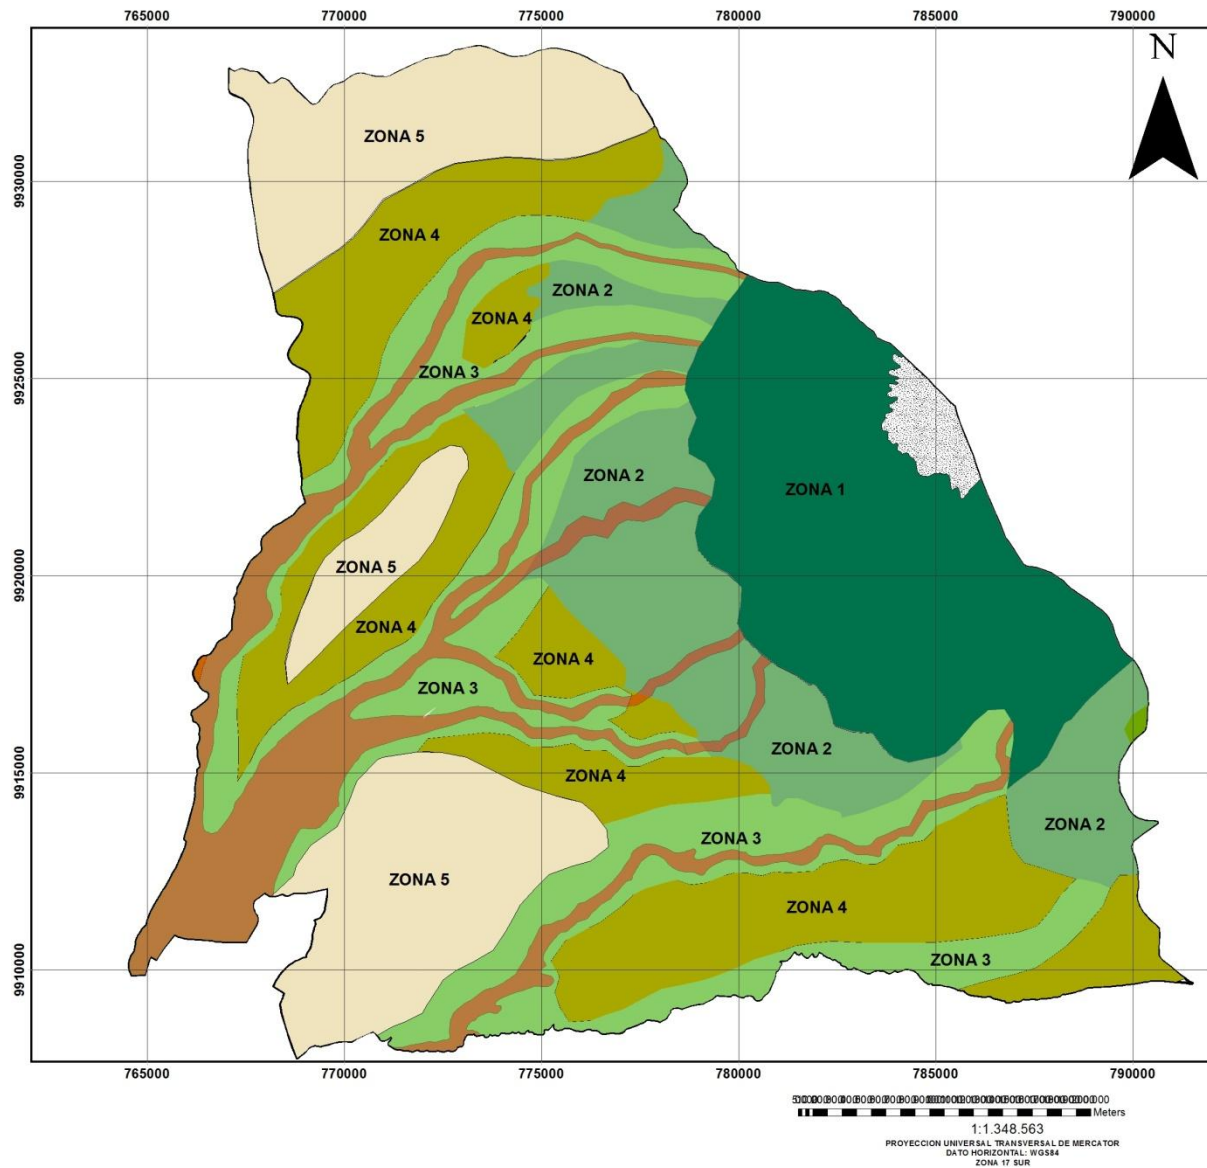 765000 770000 775000 780000 785000 790000
N
ZONA 5
9930000
ZONA 4
ZONA 2
ZONA 4
9925000
ZONA 3
ZONA 2
ZONA 1
9920000
ZONA 5
ZONA 4
ZONA 4
ZONA 3
ZONA 2
9915000
ZONA 4
ZONA 2
ZONA 3
ZONA 5
ZONA 4
9910000
ZONA 3
765000 770000 775000 780000 785000 790000
Meters
1:1.348.563
PROYECCION UNIVERSAL TRANSVERSAL DE MERCATOR
DATO HORIZONTAL: WGS84
ZONA 17 SUR